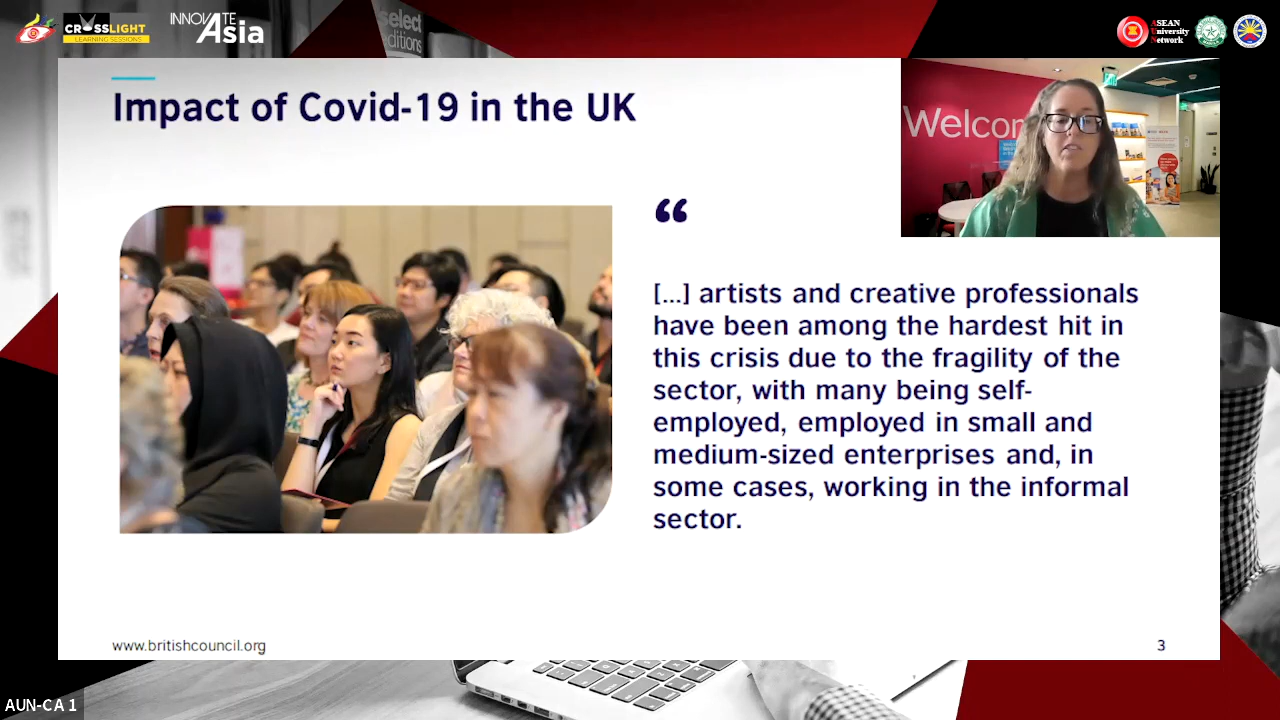 CROSSLIGHT
LEARNING SESSIONS
INNOVATE
Asia
select
editions
ASEAN
University
Network
Impact of Covid-19 in the UK
Welcom
“
[...] artists and creative professionals
have been among the hardest hit in
this crisis due to the fragility of the
sector, with many being self-
employed, employed in small and
medium-sized enterprises and, in
some cases, working in the informal
sector.
www.britishcouncil.org
3
AUN-CA 1